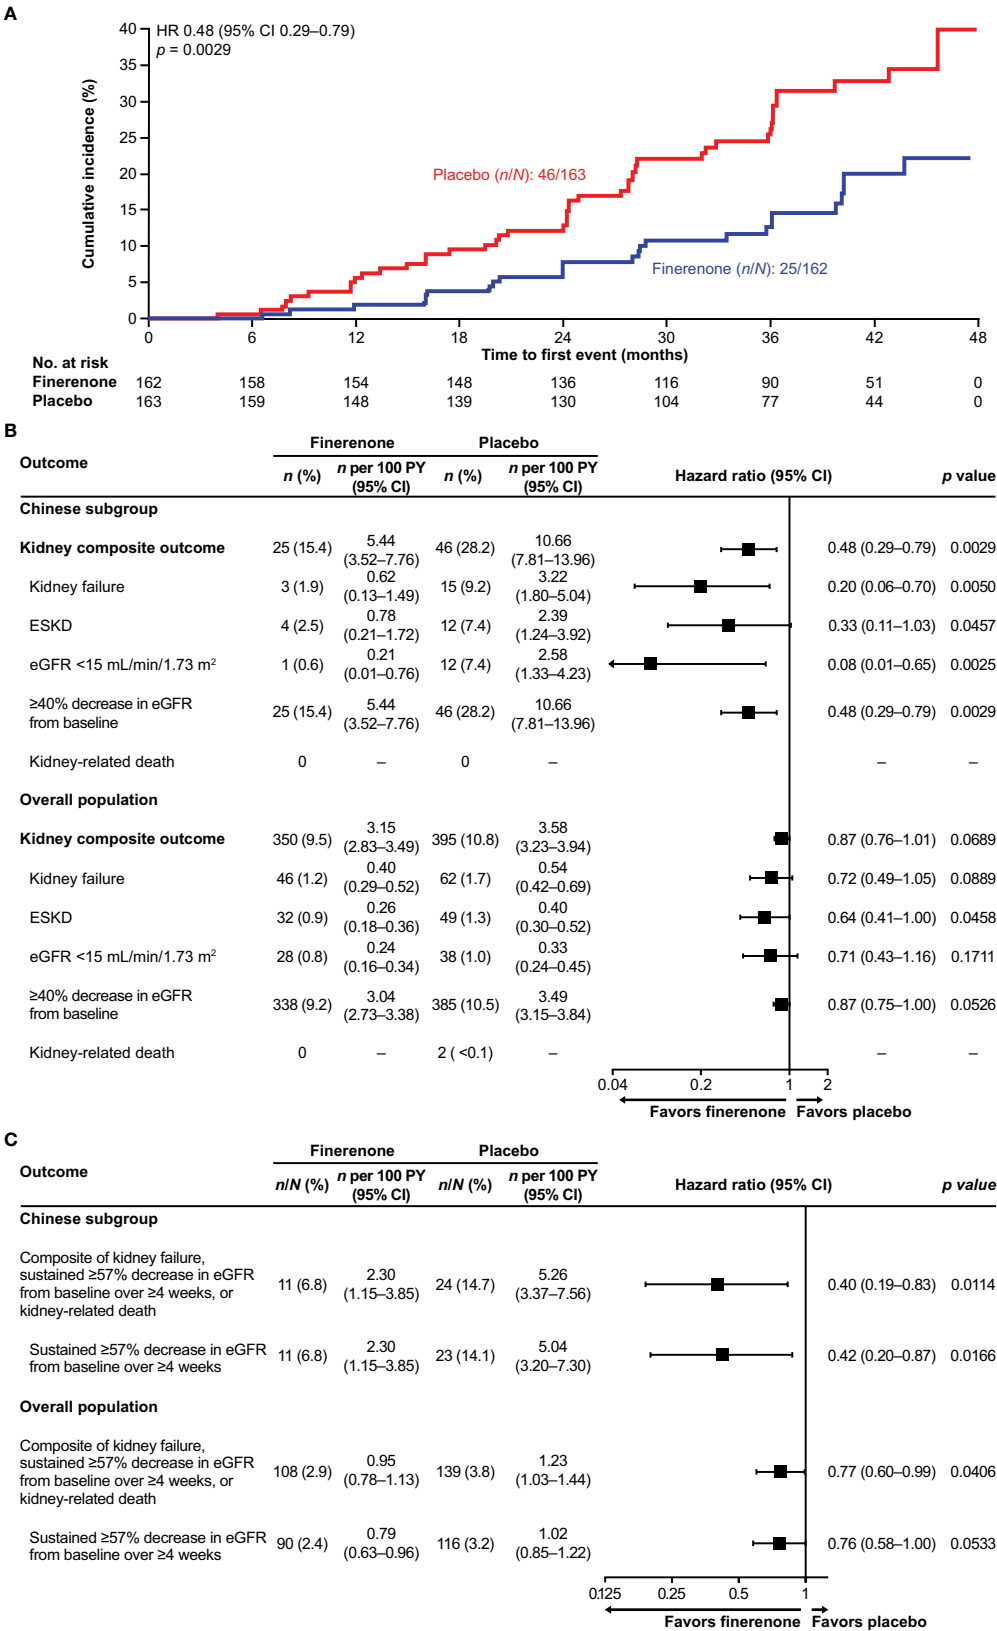 A
HR 0.48 (95% CI 0.29–0.79)
p = 0.0029
Cumulative incidence (%)
40
35
30
25
20
15
10
5
0
Placebo (n/N): 46/163
Finerenone (n/N): 25/162
0 6 12 18 24 30 36 42 48
Time to first event (months)
No. at risk
Finerenone 162 158 154 148 136 116 90 51 0
Placebo 163 159 148 139 130 104 77 44 0
B
Finerenone Placebo
Outcome n (%) n per 100 PY (95% CI) n (%) n per 100 PY (95% CI) Hazard ratio (95% CI) p value
Chinese subgroup
Kidney composite outcome 25 (15.4) 5.44 (3.52–7.76) 46 (28.2) 10.66 (7.81–13.96) 0.48 (0.29–0.79) 0.0029
Kidney failure 3 (1.9) 0.62 (0.13–1.49) 15 (9.2) 3.22 (1.80–5.04) 0.20 (0.06–0.70) 0.0050
ESKD 4 (2.5) 0.78 (0.21–1.72) 12 (7.4) 2.39 (1.24–3.92) 0.33 (0.11–1.03) 0.0457
eGFR <15 mL/min/1.73 m² 1 (0.6) 0.21 (0.01–0.76) 12 (7.4) 2.58 (1.33–4.23) 0.08 (0.01–0.65) 0.0025
≥40% decrease in eGFR from baseline 25 (15.4) 5.44 (3.52–7.76) 46 (28.2) 10.66 (7.81–13.96) 0.48 (0.29–0.79) 0.0029
Kidney-related death 0 – 0 – – –
Overall population
Kidney composite outcome 350 (9.5) 3.15 (2.83–3.49) 395 (10.8) 3.58 (3.23–3.94) 0.87 (0.76–1.01) 0.0689
Kidney failure 46 (1.2) 0.40 (0.29–0.52) 62 (1.7) 0.54 (0.42–0.69) 0.72 (0.49–1.05) 0.0889
ESKD 32 (0.9) 0.26 (0.18–0.36) 49 (1.3) 0.40 (0.30–0.52) 0.64 (0.41–1.00) 0.0458
eGFR <15 mL/min/1.73 m² 28 (0.8) 0.24 (0.16–0.34) 38 (1.0) 0.33 (0.24–0.45) 0.71 (0.43–1.16) 0.1711
≥40% decrease in eGFR from baseline 338 (9.2) 3.04 (2.73–3.38) 385 (10.5) 3.49 (3.15–3.84) 0.87 (0.75–1.00) 0.0526
Kidney-related death 0 – 2 ( <0.1) – – –
0.04 0.2 1 2
Favors finerenone Favors placebo
C
Finerenone Placebo
Outcome n/N (%) n per 100 PY (95% CI) n/N (%) n per 100 PY (95% CI) Hazard ratio (95% CI) p value
Chinese subgroup
Composite of kidney failure, sustained ≥57% decrease in eGFR from baseline over ≥4 weeks, or kidney-related death 11 (6.8) 2.30 (1.15–3.85) 24 (14.7) 5.26 (3.37–7.56) 0.40 (0.19–0.83) 0.0114
Sustained ≥57% decrease in eGFR from baseline over ≥4 weeks 11 (6.8) 2.30 (1.15–3.85) 23 (14.1) 5.04 (3.20–7.30) 0.42 (0.20–0.87) 0.0166
Overall population
Composite of kidney failure, sustained ≥57% decrease in eGFR from baseline over ≥4 weeks, or kidney-related death 108 (2.9) 0.95 (0.78–1.13) 139 (3.8) 1.23 (1.03–1.44) 0.77 (0.60–0.99) 0.0406
Sustained ≥57% decrease in eGFR from baseline over ≥4 weeks 90 (2.4) 0.79 (0.63–0.96) 116 (3.2) 1.02 (0.85–1.22) 0.76 (0.58–1.00) 0.0533
0.125 0.25 0.5 1
Favors finerenone Favors placebo